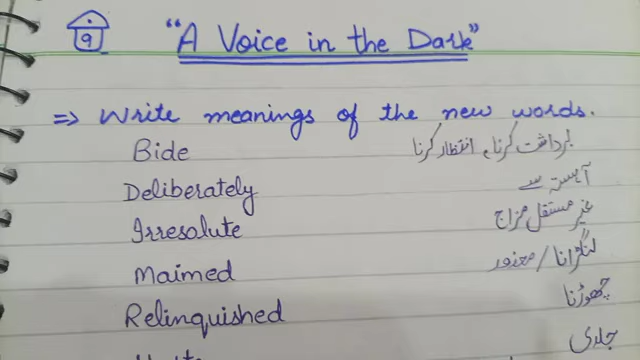 9 "A Voice in the Dark"
⇒ Write meanings of the new words.
Bide برداشت کرنا، انتظار کرنا
Deliberately آہستہ سے
Irresolute غیر مستقل مزاج
Maimed لنگڑانا / معذور
Relinquished چھوڑنا
جلدی